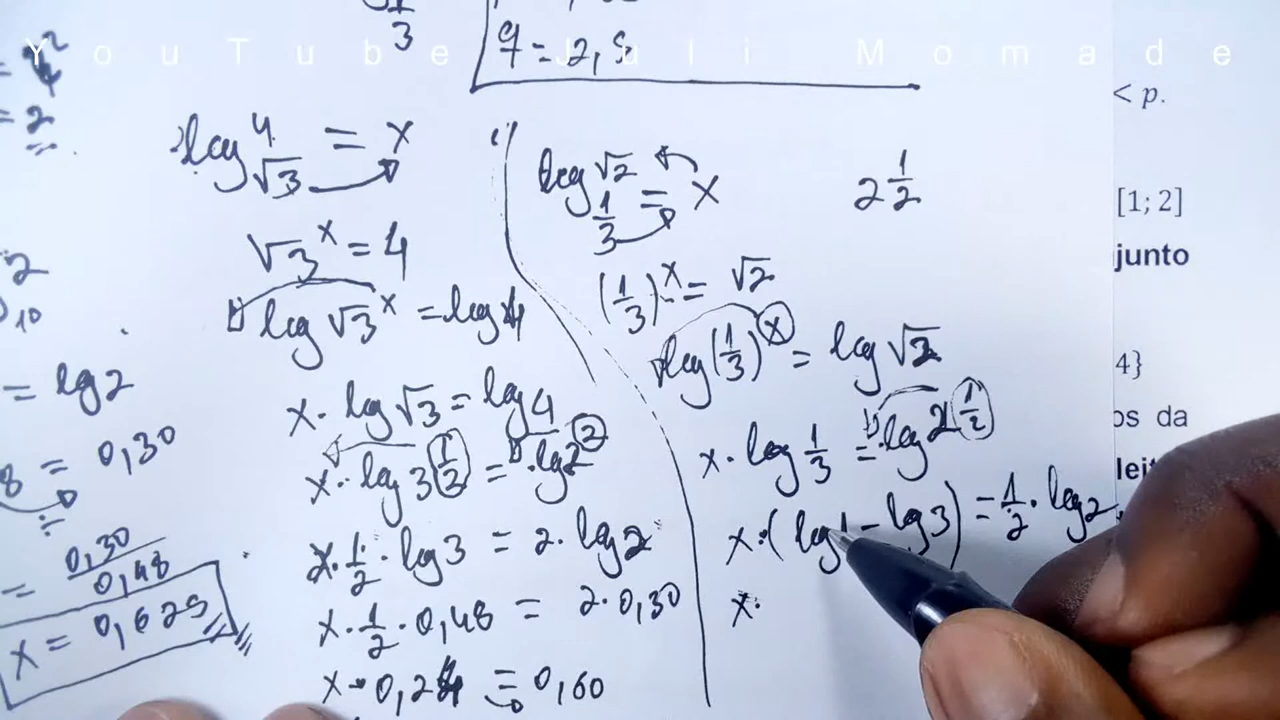 YouTube Juli Momade
1/3
q = 2,5
= 2
< p.
[1; 2]
junto
4}
os da
leit
10
= log 2
8 = 0,30
= 0,30/0,48
x = 0,625
log_√3 4 = x
√3^x = 4
log √3^x = log 4
x · log √3 = log 4
x · log 3^(1/2) = log 2^2
x · 1/2 · log 3 = 2 · log 2
x · 1/2 · 0,48 = 2 · 0,30
x · 0,24 = 0,60
log_(1/3) √2 = x
2^(1/2)
(1/3)^x = √2
log (1/3)^x = log √2
x · log 1/3 = log 2^(1/2)
x · (log 1 - log 3) = 1/2 · log 2
x ·